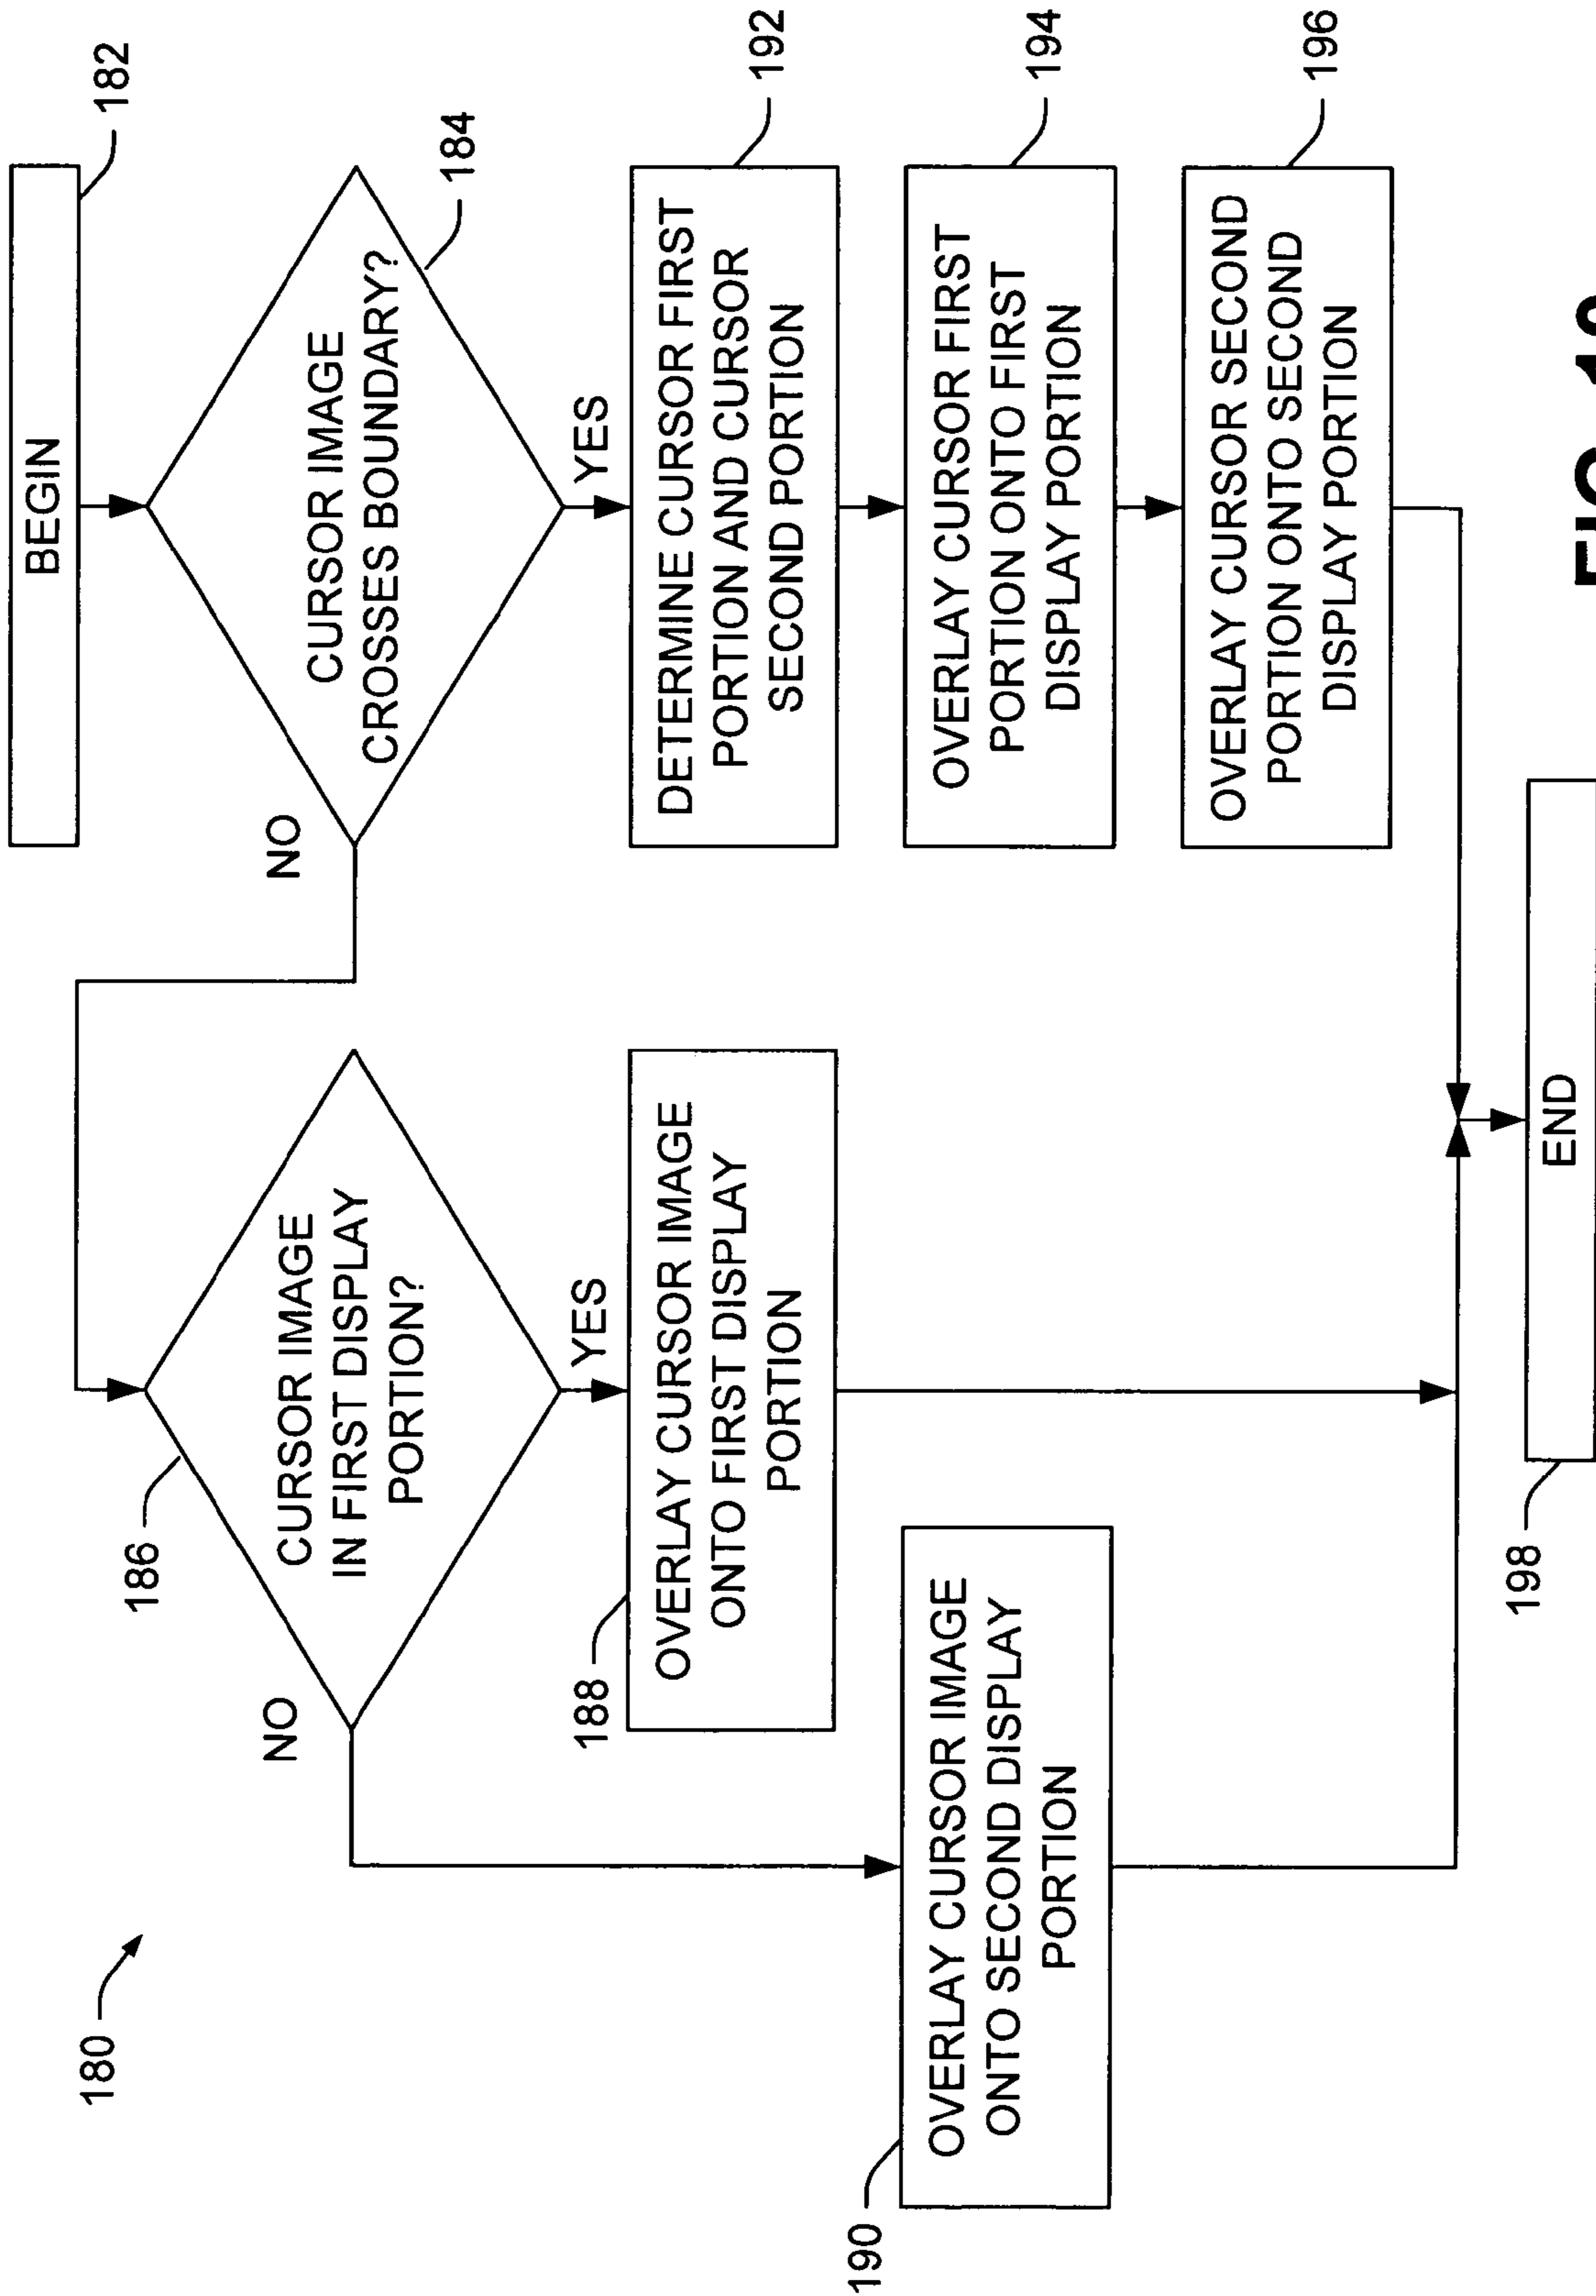 180
BEGIN
182
CURSOR IMAGE
CROSSES BOUNDARY?
184
NO
YES
CURSOR IMAGE
IN FIRST DISPLAY
PORTION?
186
NO
YES
OVERLAY CURSOR IMAGE
ONTO FIRST DISPLAY
PORTION
188
DETERMINE CURSOR FIRST
PORTION AND CURSOR
SECOND PORTION
192
OVERLAY CURSOR IMAGE
ONTO SECOND DISPLAY
PORTION
190
OVERLAY CURSOR FIRST
PORTION ONTO FIRST
DISPLAY PORTION
194
OVERLAY CURSOR SECOND
PORTION ONTO SECOND
DISPLAY PORTION
196
END
198